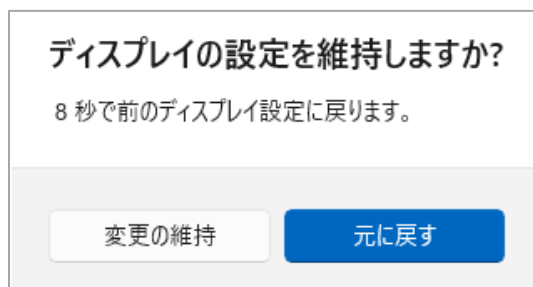 ディスプレイの設定を維持しますか?
8 秒で前のディスプレイ設定に戻ります。
変更の維持
元に戻す